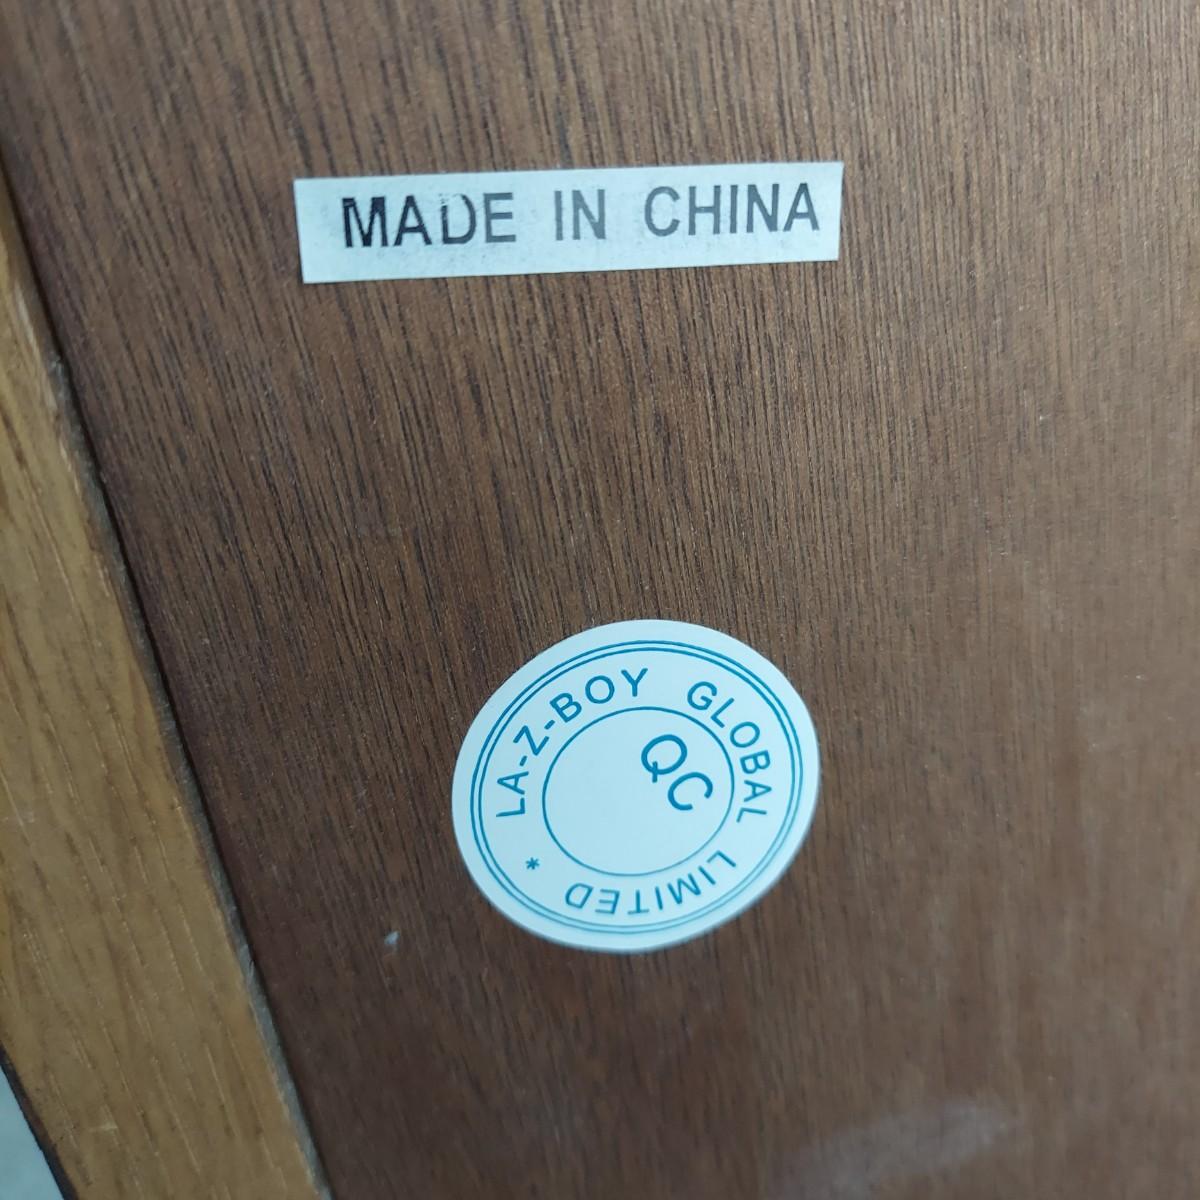 MADE IN CHINA
LA-Z-BOY GLOBAL LIMITED *
QC